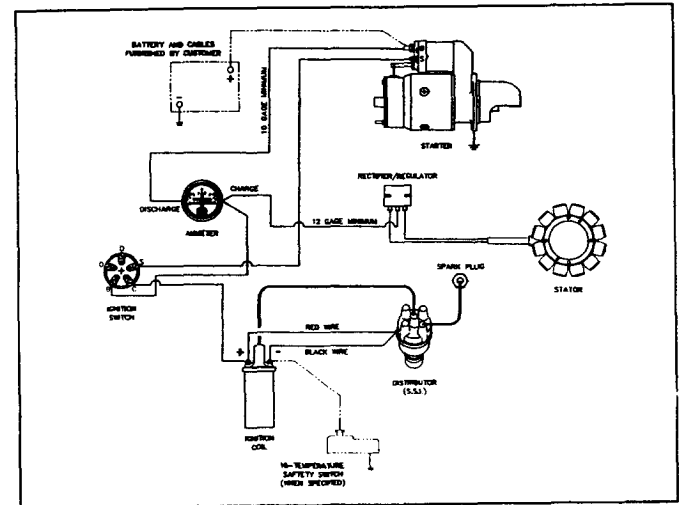 BATTERY AND CABLES
FURNISHED BY CUSTOMER
+
-
10 GAGE MINIMUM
B
S
STARTER
RECTIFIER/REGULATOR
CHARGE
DISCHARGE
AMMETER
12 GAGE MINIMUM
STATOR
D
S
B
C
IGNITION
SWITCH
SPARK PLUG
RED WIRE
BLACK WIRE
+
-
DISTRIBUTOR
(S.S.I.)
IGNITION
COIL
HI-TEMPERATURE
SAFTETY SWITCH
(WHEN SPECIFIED)